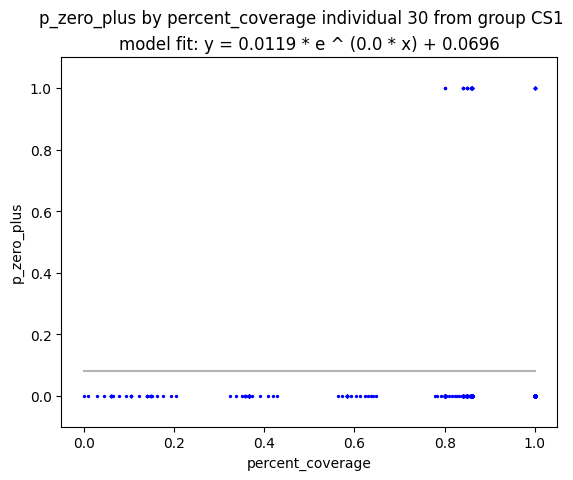 p_zero_plus by percent_coverage individual 30 from group CS1
model fit: y = 0.0119 * e ^ (0.0 * x) + 0.0696
1.0
0.8
0.6
0.4
0.2
0.0
p_zero_plus
0.0 0.2 0.4 0.6 0.8 1.0
percent_coverage